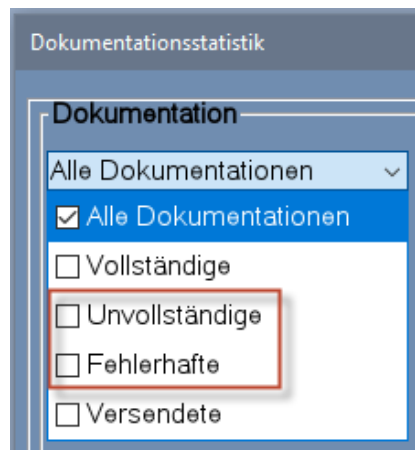 Dokumentationsstatistik
Dokumentation
Alle Dokumentationen
Alle Dokumentationen
Vollständige
Unvollständige
Fehlerhafte
Versendete